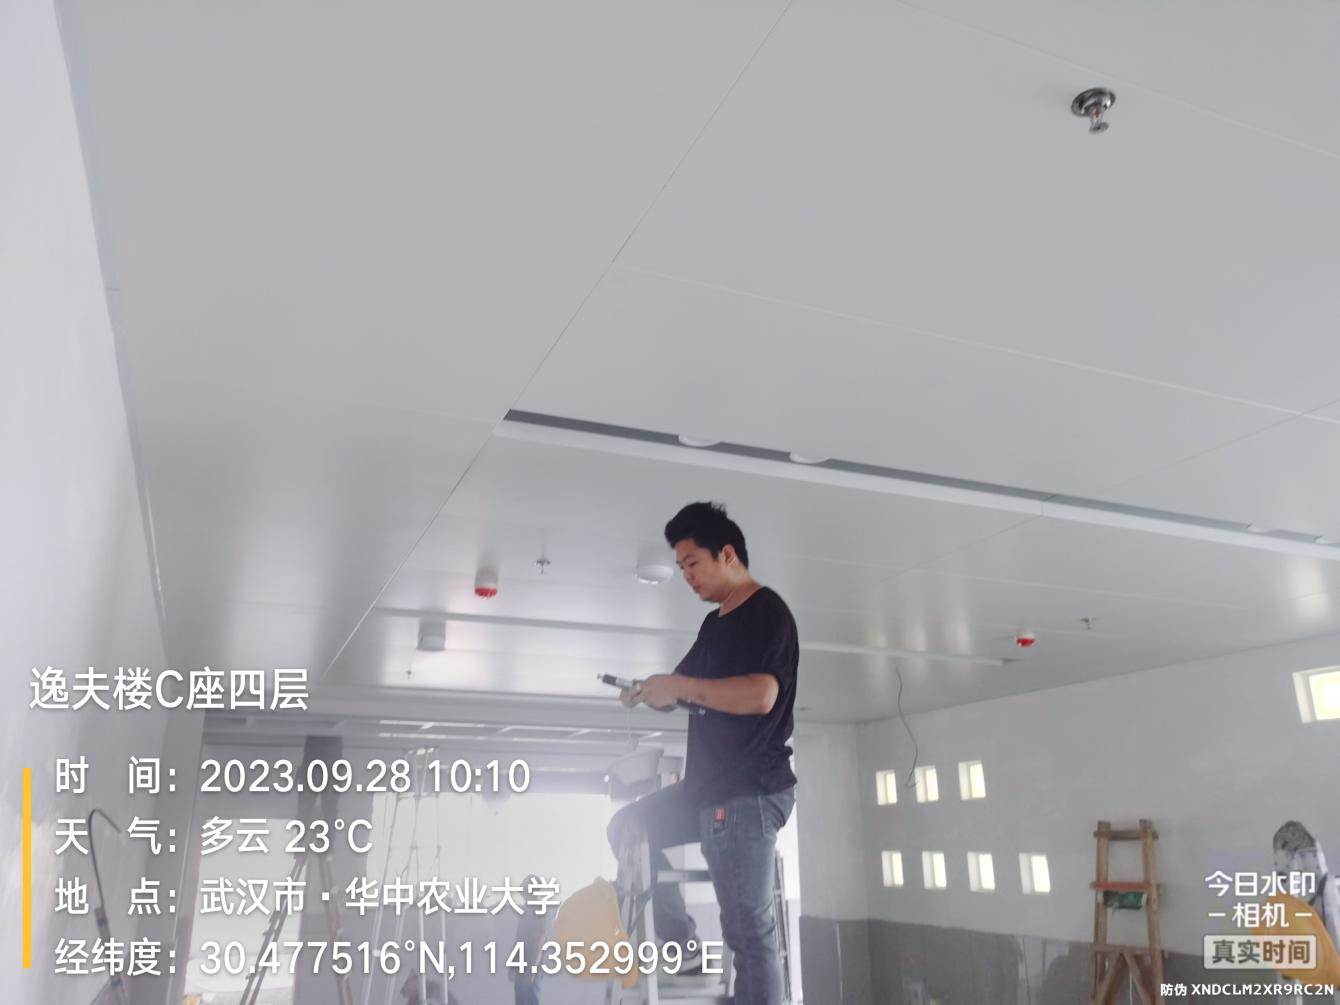 逸夫楼C座四层
时 间：2023.09.28 10:10
天 气：多云 23℃
地 点：武汉市·华中农业大学
经纬度：30.477516°N,114.352999°E
今日水印
-相机-
真实时间
防伪 XNDCLM2XR9RC2N